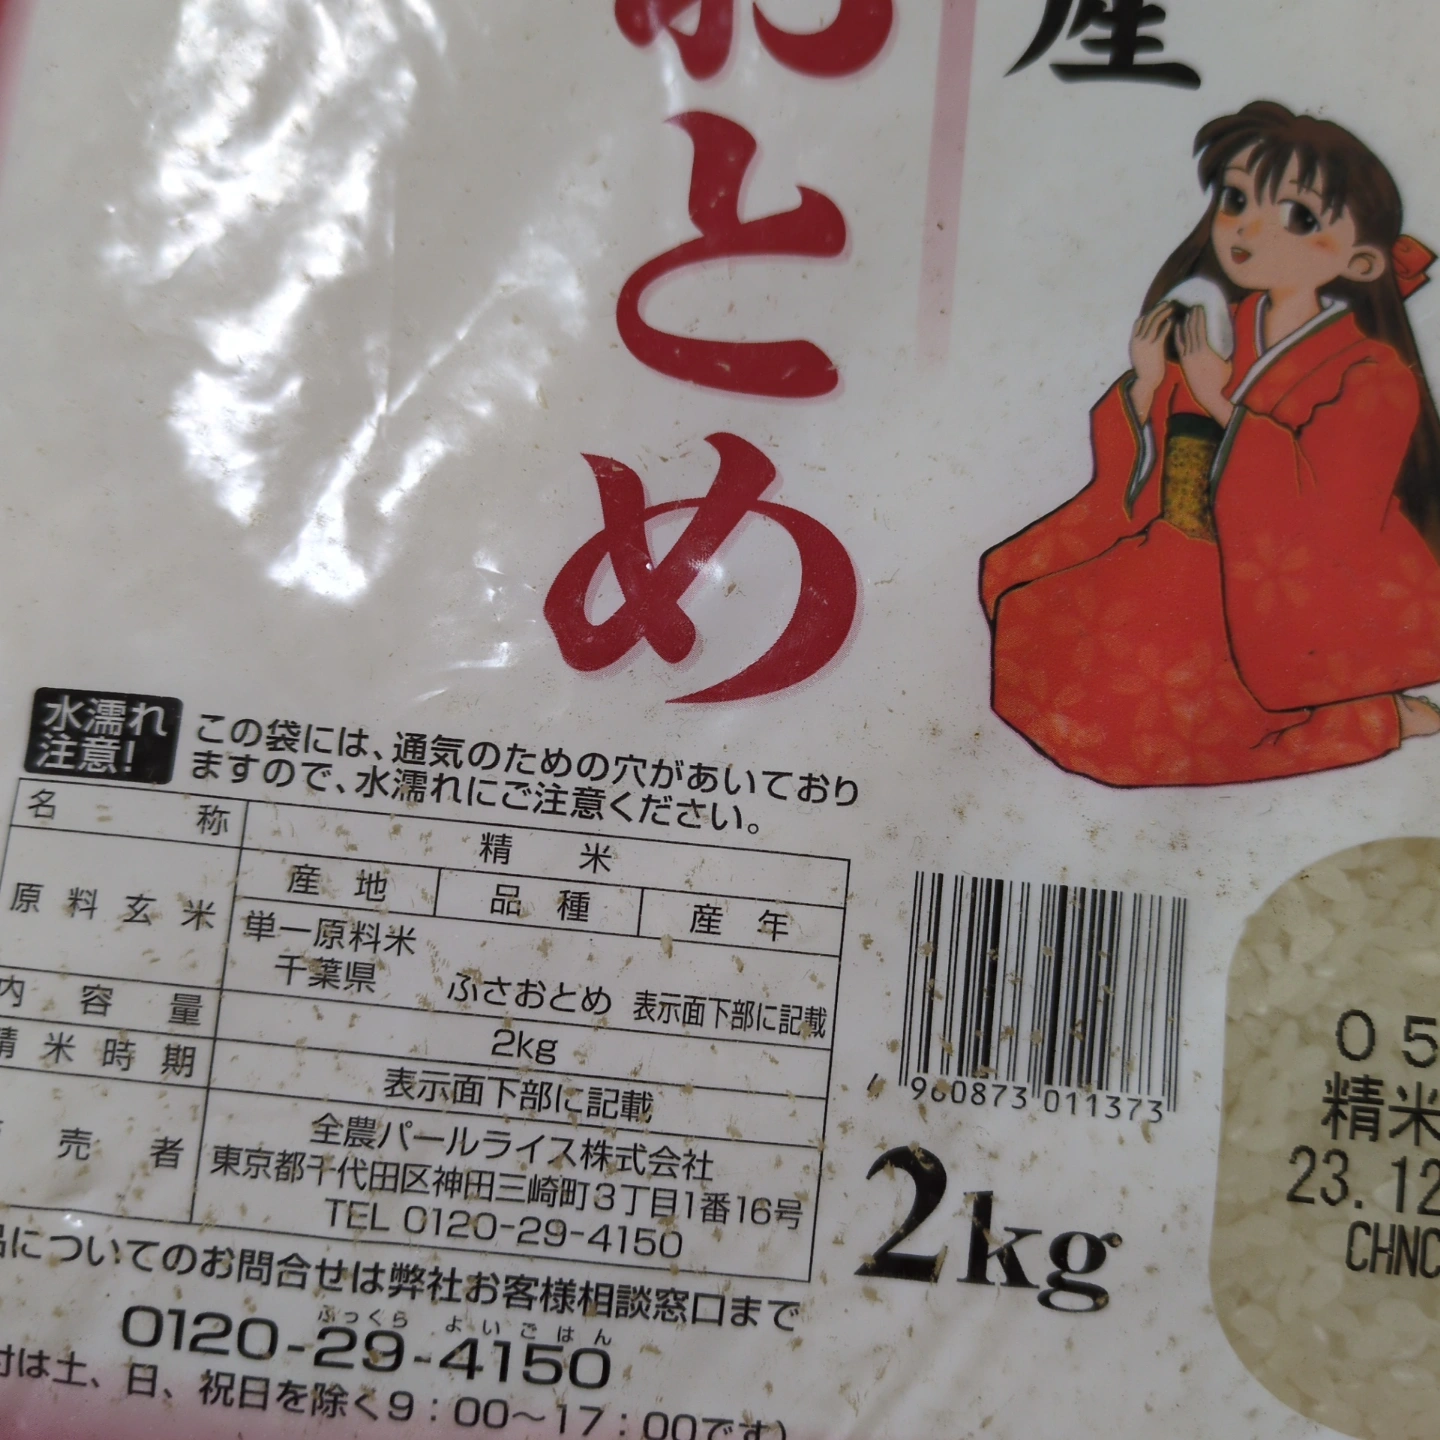 産
おとめ
水濡れ
注意!
この袋には、通気のための穴があいており
ますので、水濡れにご注意ください。
名称 精米
原料玄米 産地 品種 産年
単一原料米
千葉県 ふさおとめ 表示面下部に記載
内容量 2kg
精米時期 表示面下部に記載
売者 全農パールライス株式会社
東京都千代田区神田三崎町3丁目1番16号
TEL 0120-29-4150
品についてのお問合せは弊社お客様相談窓口まで
ふっくら よいごはん
0120-29-4150
付は土、日、祝日を除く9:00〜17:00です)
4 960873 011373
2kg
05
精米
23.12
CHNC